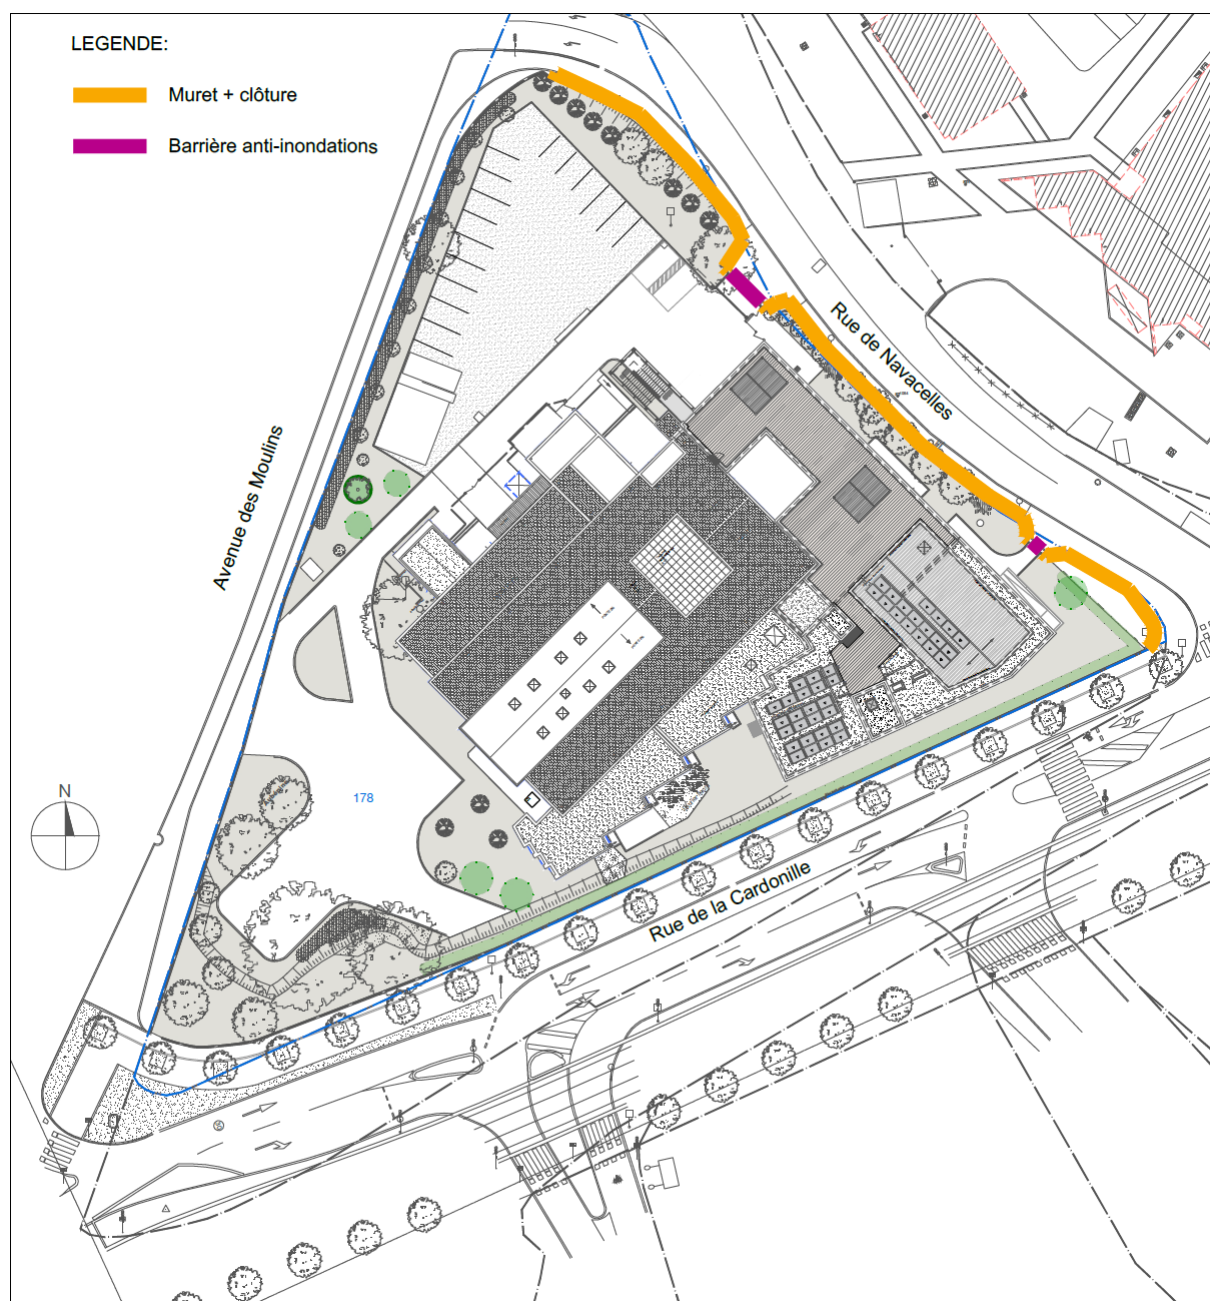 LEGENDE:
Muret + clôture
Barrière anti-inondations
Rue de Navacelles
Avenue des Moulins
178
N
Rue de la Cardonille